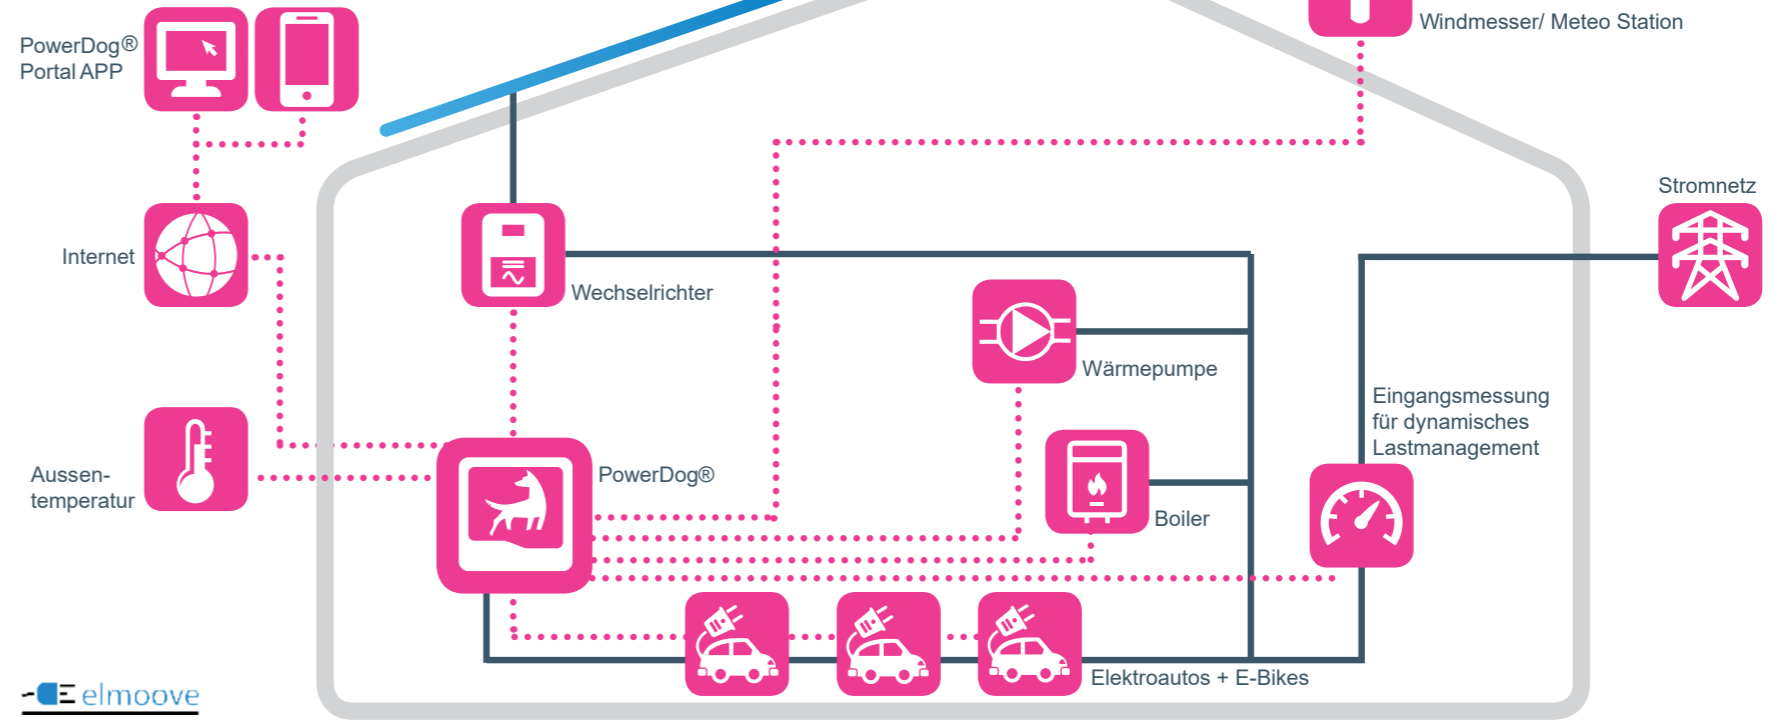 PowerDog®
Portal APP
Windmesser/ Meteo Station
Stromnetz
Internet
Wechselrichter
Wärmepumpe
Eingangsmessung
für dynamisches
Lastmanagement
Aussen-
temperatur
PowerDog®
Boiler
Elektroautos + E-Bikes
elmoove